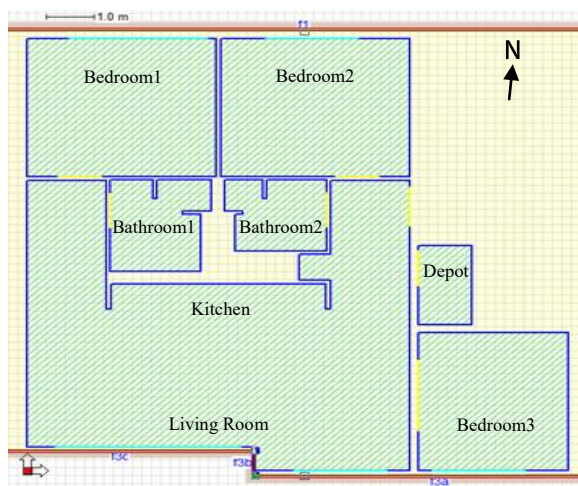 1.0 m
f1
N
Bedroom1
Bedroom2
Bathroom1
Bathroom2
Depot
Kitchen
Living Room
Bedroom3
f3c
f3b
f3a